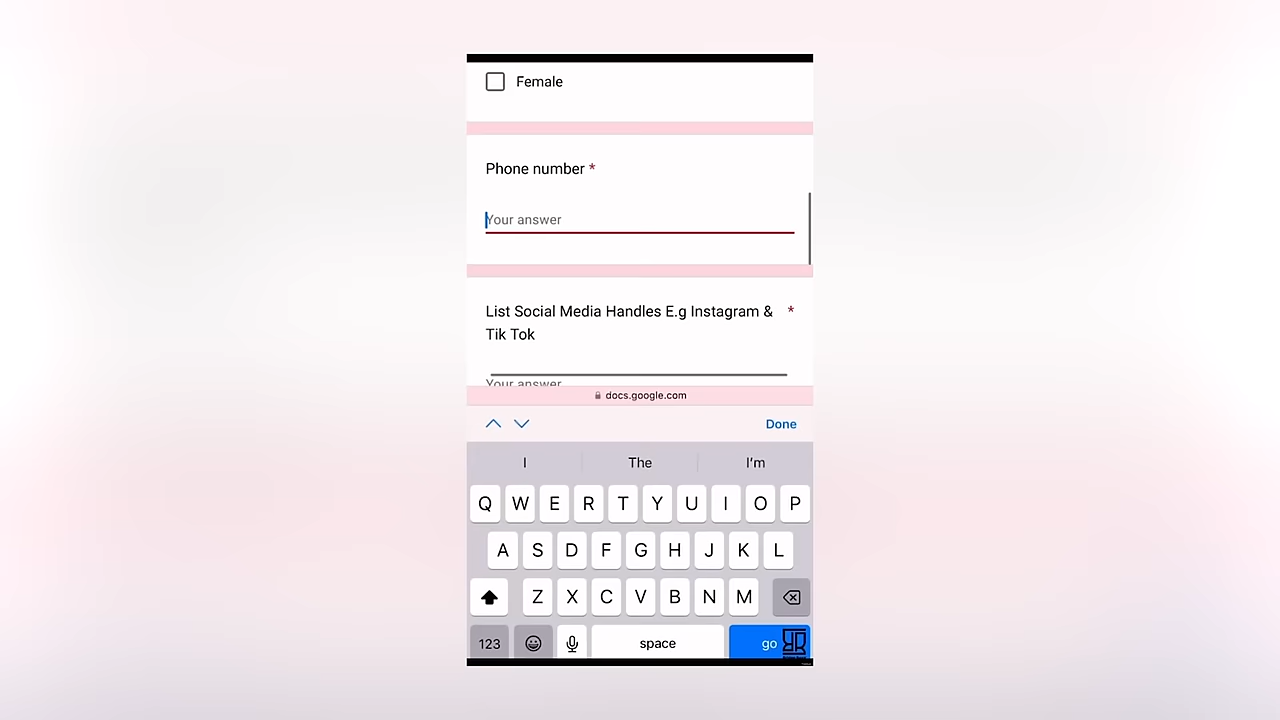 Female
Phone number *
Your answer
List Social Media Handles E.g Instagram & *
Tik Tok
Your answer
docs.google.com
Done
I The I'm
Q W E R T Y U I O P
A S D F G H J K L
Z X C V B N M
123 space go